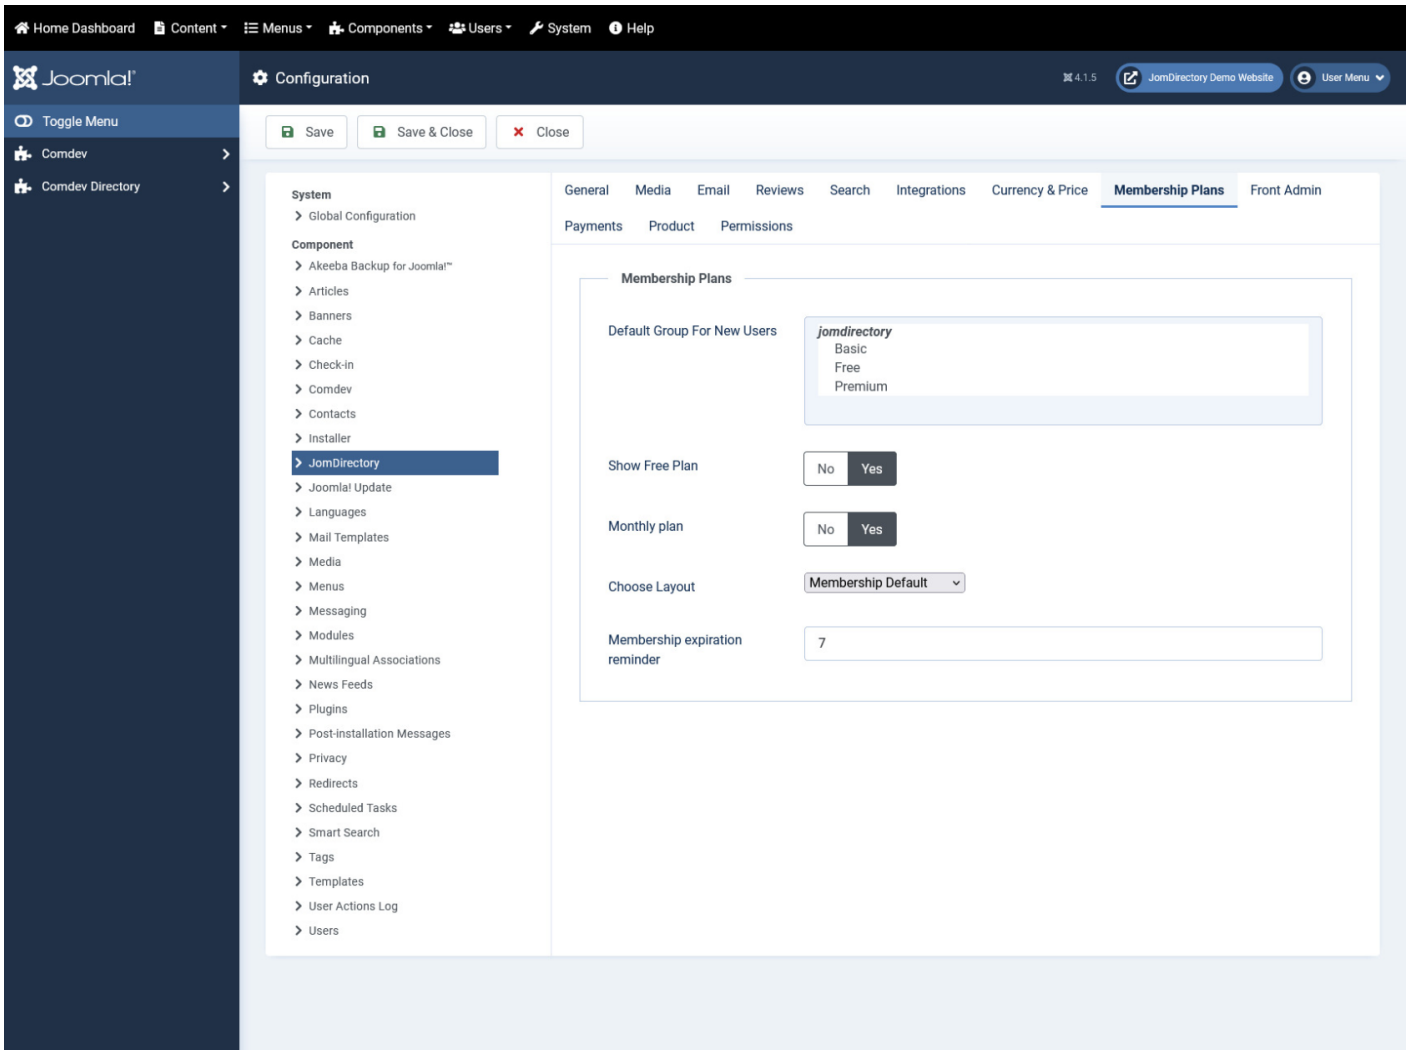 Home Dashboard Content Menus Components Users System Help
Joomla!
Configuration
4.1.5
JomDirectory Demo Website
User Menu
Toggle Menu
Comdev
Comdev Directory
Save
Save & Close
Close
System
Global Configuration
Component
Akeeba Backup for Joomla!™
Articles
Banners
Cache
Check-in
Comdev
Contacts
Installer
JomDirectory
Joomla! Update
Languages
Mail Templates
Media
Menus
Messaging
Modules
Multilingual Associations
News Feeds
Plugins
Post-installation Messages
Privacy
Redirects
Scheduled Tasks
Smart Search
Tags
Templates
User Actions Log
Users
General Media Email Reviews Search Integrations Currency & Price Membership Plans Front Admin
Payments Product Permissions
Membership Plans
Default Group For New Users
jomdirectory
Basic
Free
Premium
Show Free Plan
No Yes
Monthly plan
No Yes
Choose Layout
Membership Default
Membership expiration
reminder
7